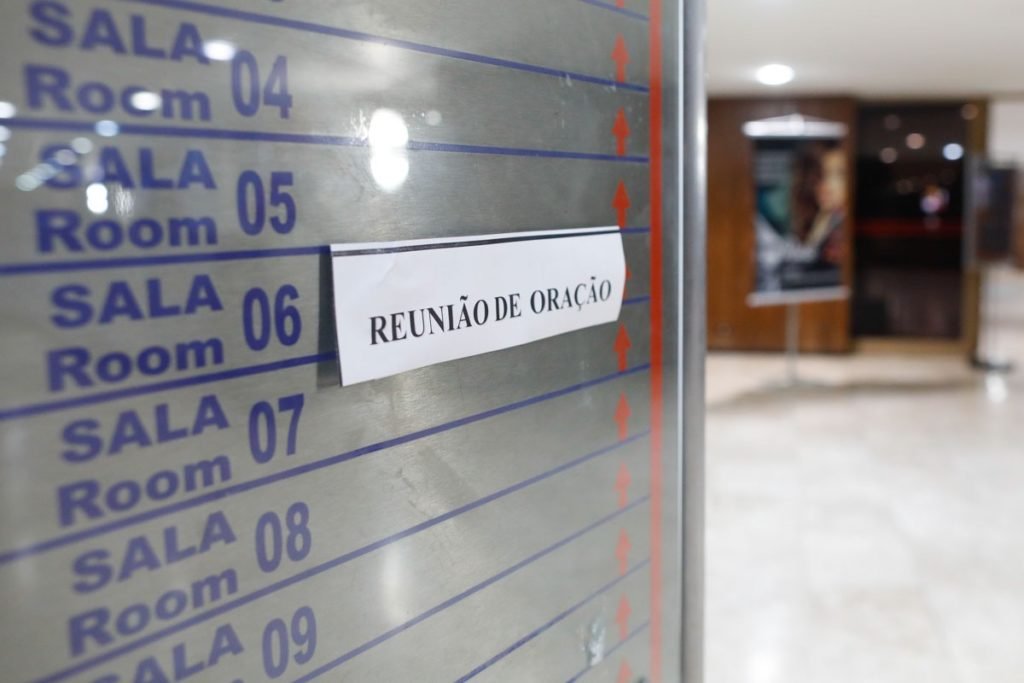 SALA
Room 04
SALA
Room 05
SALA
Room 06
REUNIÃO DE ORAÇÃO
SALA
Room 07
SALA
Room 08
SALA 09